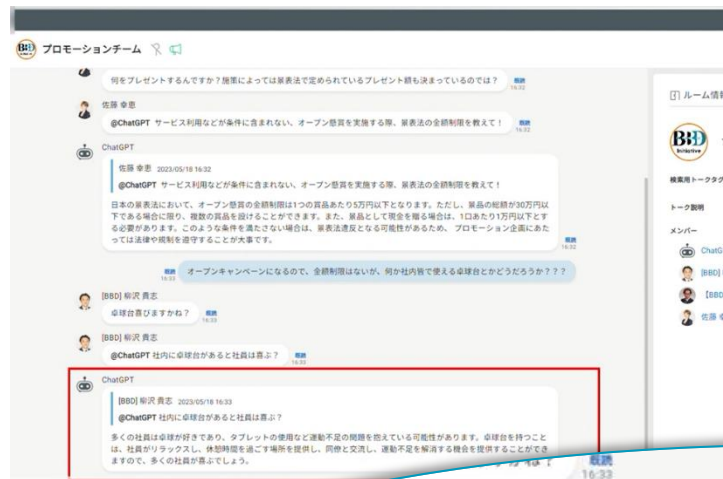 BBD プロモーションチーム
何をプレゼントするんですか？施策によっては景表法で定められているプレゼント額も決まっているのでは？ 既読
16:32
佐藤 幸恵
@ChatGPT サービス利用などが条件に含まれない、オープン懸賞を実施する際、景表法の金額制限を教えて！ 既読
16:32
ChatGPT
佐藤 幸恵 2023/05/18 16:32
@ChatGPT サービス利用などが条件に含まれない、オープン懸賞を実施する際、景表法の金額制限を教えて！
日本の景表法において、オープン懸賞の金額制限は1つの賞品あたり5万円以下となります。ただし、景品の総額が30万円以
下である場合に限り、複数の賞品を設けることができます。また、景品として現金を贈る場合は、1口あたり1万円以下とす
る必要があります。このような条件を満たさない場合は、景表法違反となる可能性があるため、プロモーション企画にあた
っては法律や規制を遵守することが大事です。 既読
16:32
既読
16:33
オープンキャンペーンになるので、金額制限はないが、何か社内皆で使える卓球台とかどうだろうか？？？
[BBD] 柳沢 貴志
卓球台喜びますかね？ 既読
16:33
[BBD] 柳沢 貴志
@ChatGPT 社内に卓球台があると社員は喜ぶ？ 既読
16:33
ChatGPT
[BBD] 柳沢 貴志 2023/05/18 16:33
@ChatGPT 社内に卓球台があると社員は喜ぶ？
多くの社員は卓球が好きであり、タブレットの使用など運動不足の問題を抱えている可能性があります。卓球台を持つこと
は、社員がリラックスし、休憩時間を過ごす場所を提供し、同僚と交流し、運動不足を解消する機会を提供することができ
ますので、多くの社員が喜ぶでしょう。
かね？ 既読
16:33
ルーム情報
BBD
Initiative
検索用トークタグ
トーク説明
メンバー
ChatG
[BBD]
【BBD
佐藤